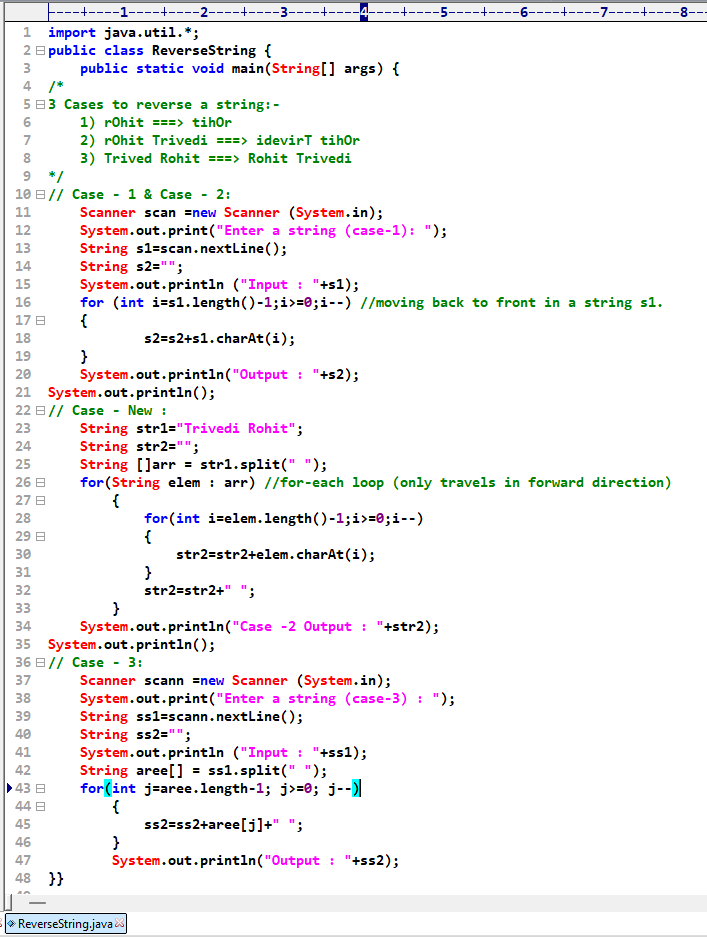 ----+----1----+----2----+----3----+----4----+----5----+----6----+----7----+----8--
1 import java.util.*;
2 public class ReverseString {
3     public static void main(String[] args) {
4 /*
5 3 Cases to reverse a string:-
6     1) rOhit ===> tihOr
7     2) rOhit Trivedi ===> idevirT tihOr
8     3) Trived Rohit ===> Rohit Trivedi
9 */
10 // Case - 1 & Case - 2:
11     Scanner scan =new Scanner (System.in);
12     System.out.print("Enter a string (case-1): ");
13     String s1=scan.nextLine();
14     String s2="";
15     System.out.println ("Input : "+s1);
16     for (int i=s1.length()-1;i>=0;i--) //moving back to front in a string s1.
17     {
18             s2=s2+s1.charAt(i);
19     }
20     System.out.println("Output : "+s2);
21 System.out.println();
22 // Case - New :
23     String str1="Trivedi Rohit";
24     String str2="";
25     String []arr = str1.split(" ");
26     for(String elem : arr) //for-each loop (only travels in forward direction)
27         {
28             for(int i=elem.length()-1;i>=0;i--)
29             {
30                 str2=str2+elem.charAt(i);
31             }
32             str2=str2+" ";
33         }
34     System.out.println("Case -2 Output : "+str2);
35 System.out.println();
36 // Case - 3:
37     Scanner scann =new Scanner (System.in);
38     System.out.print("Enter a string (case-3) : ");
39     String ss1=scann.nextLine();
40     String ss2="";
41     System.out.println ("Input : "+ss1);
42     String aree[] = ss1.split(" ");
43     for(int j=aree.length-1; j>=0; j--)
44         {
45             ss2=ss2+aree[j]+" ";
46         }
47         System.out.println("Output : "+ss2);
48 }}
ReverseString.java